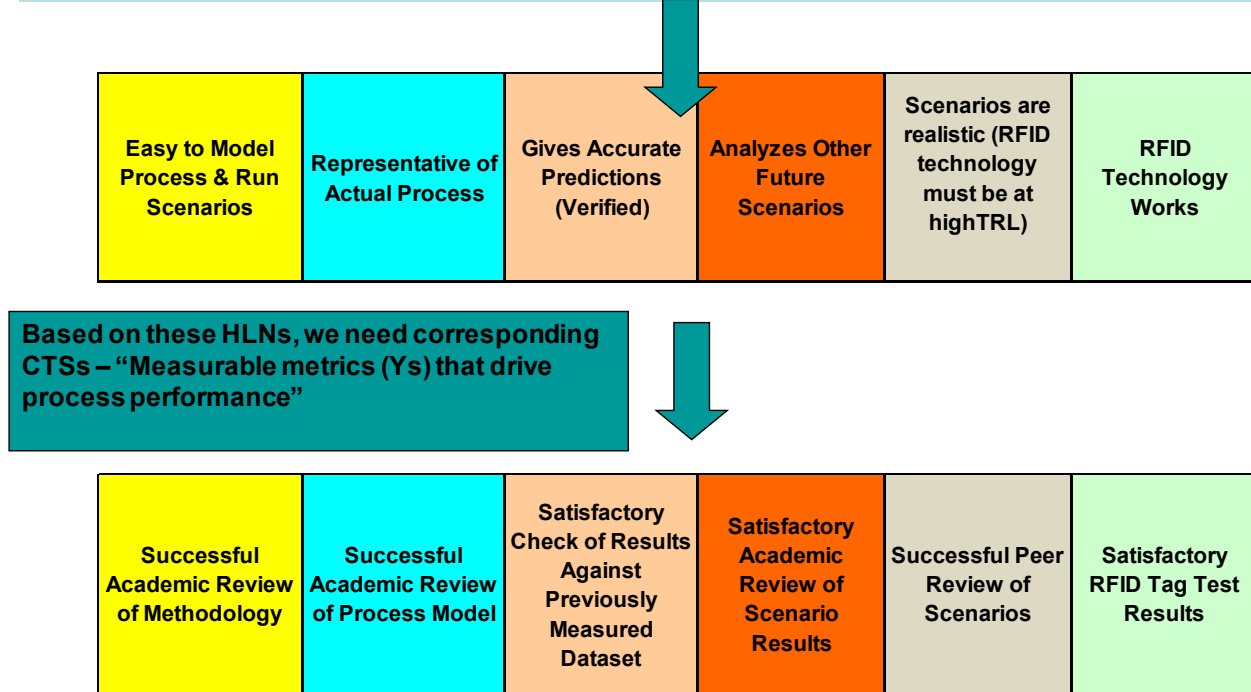 Easy to Model
Process & Run
Scenarios
Representative of
Actual Process
Gives Accurate
Predictions
(Verified)
Analyzes Other
Future
Scenarios
Scenarios are
realistic (RFID
technology
must be at
highTRL)
RFID
Technology
Works
Based on these HLNs, we need corresponding
CTSs – “Measurable metrics (Ys) that drive
process performance”
Successful
Academic Review
of Methodology
Successful
Academic Review
of Process Model
Satisfactory
Check of Results
Against
Previously
Measured
Dataset
Satisfactory
Academic
Review of
Scenario
Results
Successful Peer
Review of
Scenarios
Satisfactory
RFID Tag Test
Results